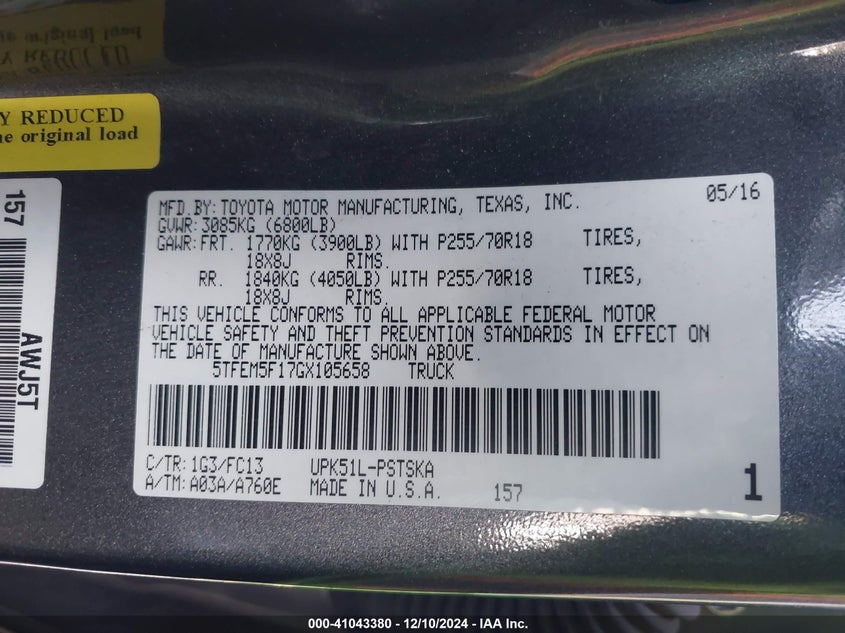 Y REDUCED
e original load
157
AWJ5T
MFD.BY:TOYOTA MOTOR MANUFACTURING, TEXAS, INC. 05/16
GVWR:3085KG (6800LB)
GAWR:FRT. 1770KG (3900LB) WITH P255/70R18 TIRES,
18X8J RIMS.
RR. 1840KG (4050LB) WITH P255/70R18 TIRES,
18X8J RIMS.
THIS VEHICLE CONFORMS TO ALL APPLICABLE FEDERAL MOTOR
VEHICLE SAFETY AND THEFT PREVENTION STANDARDS IN EFFECT ON
THE DATE OF MANUFACTURE SHOWN ABOVE.
5TFEM5F17GX105658 TRUCK
C/TR:1G3/FC13 UPK51L-PSTSKA
A/TM:A03A/A760E MADE IN U.S.A. 157 1
000-41043380 - 12/10/2024 - IAA Inc.